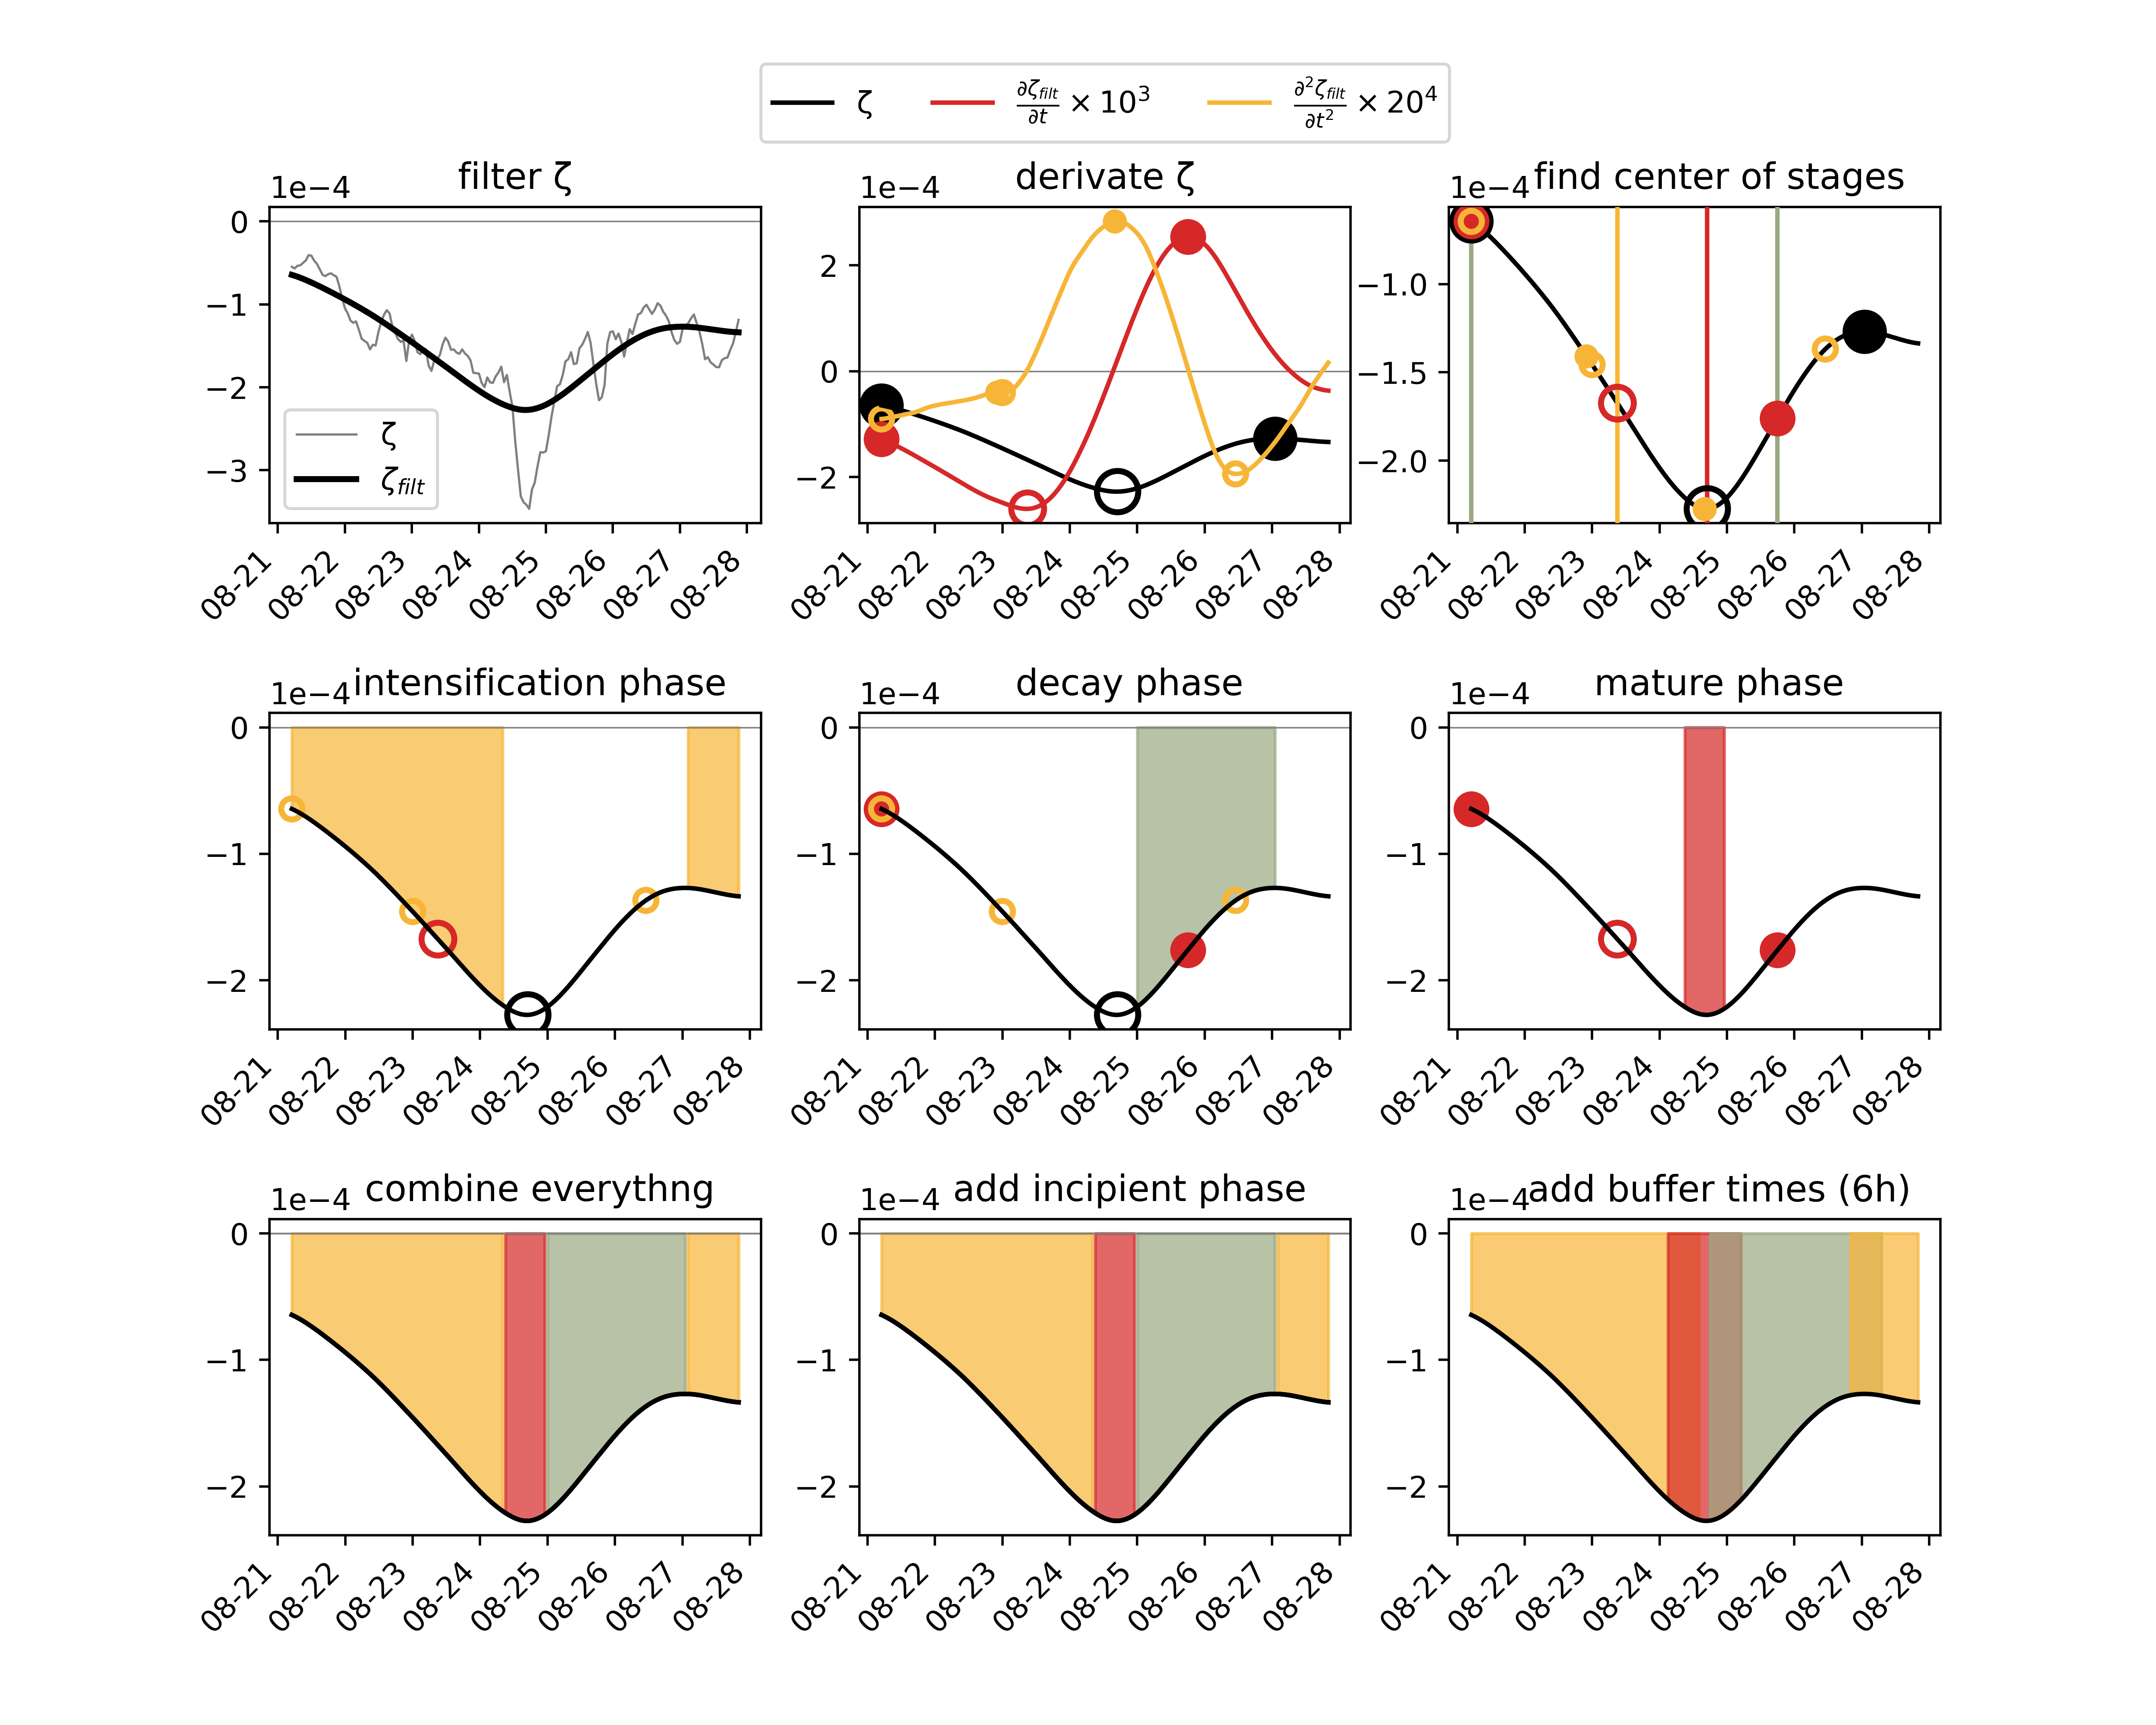 ζ ∂ζ_filt/∂t × 10³ ∂²ζ_filt/∂t² × 20⁴
filter ζ
1e−4
0
−1
−2
−3
ζ
ζ_filt
08-21 08-22 08-23 08-24 08-25 08-26 08-27 08-28
derivate ζ
1e−4
2
0
−2
08-21 08-22 08-23 08-24 08-25 08-26 08-27 08-28
find center of stages
1e−4
−1.0
−1.5
−2.0
08-21 08-22 08-23 08-24 08-25 08-26 08-27 08-28
intensification phase
1e−4
0
−1
−2
08-21 08-22 08-23 08-24 08-25 08-26 08-27 08-28
decay phase
1e−4
0
−1
−2
08-21 08-22 08-23 08-24 08-25 08-26 08-27 08-28
mature phase
1e−4
0
−1
−2
08-21 08-22 08-23 08-24 08-25 08-26 08-27 08-28
combine everythng
1e−4
0
−1
−2
08-21 08-22 08-23 08-24 08-25 08-26 08-27 08-28
add incipient phase
1e−4
0
−1
−2
08-21 08-22 08-23 08-24 08-25 08-26 08-27 08-28
add buffer times (6h)
1e−4
0
−1
−2
08-21 08-22 08-23 08-24 08-25 08-26 08-27 08-28